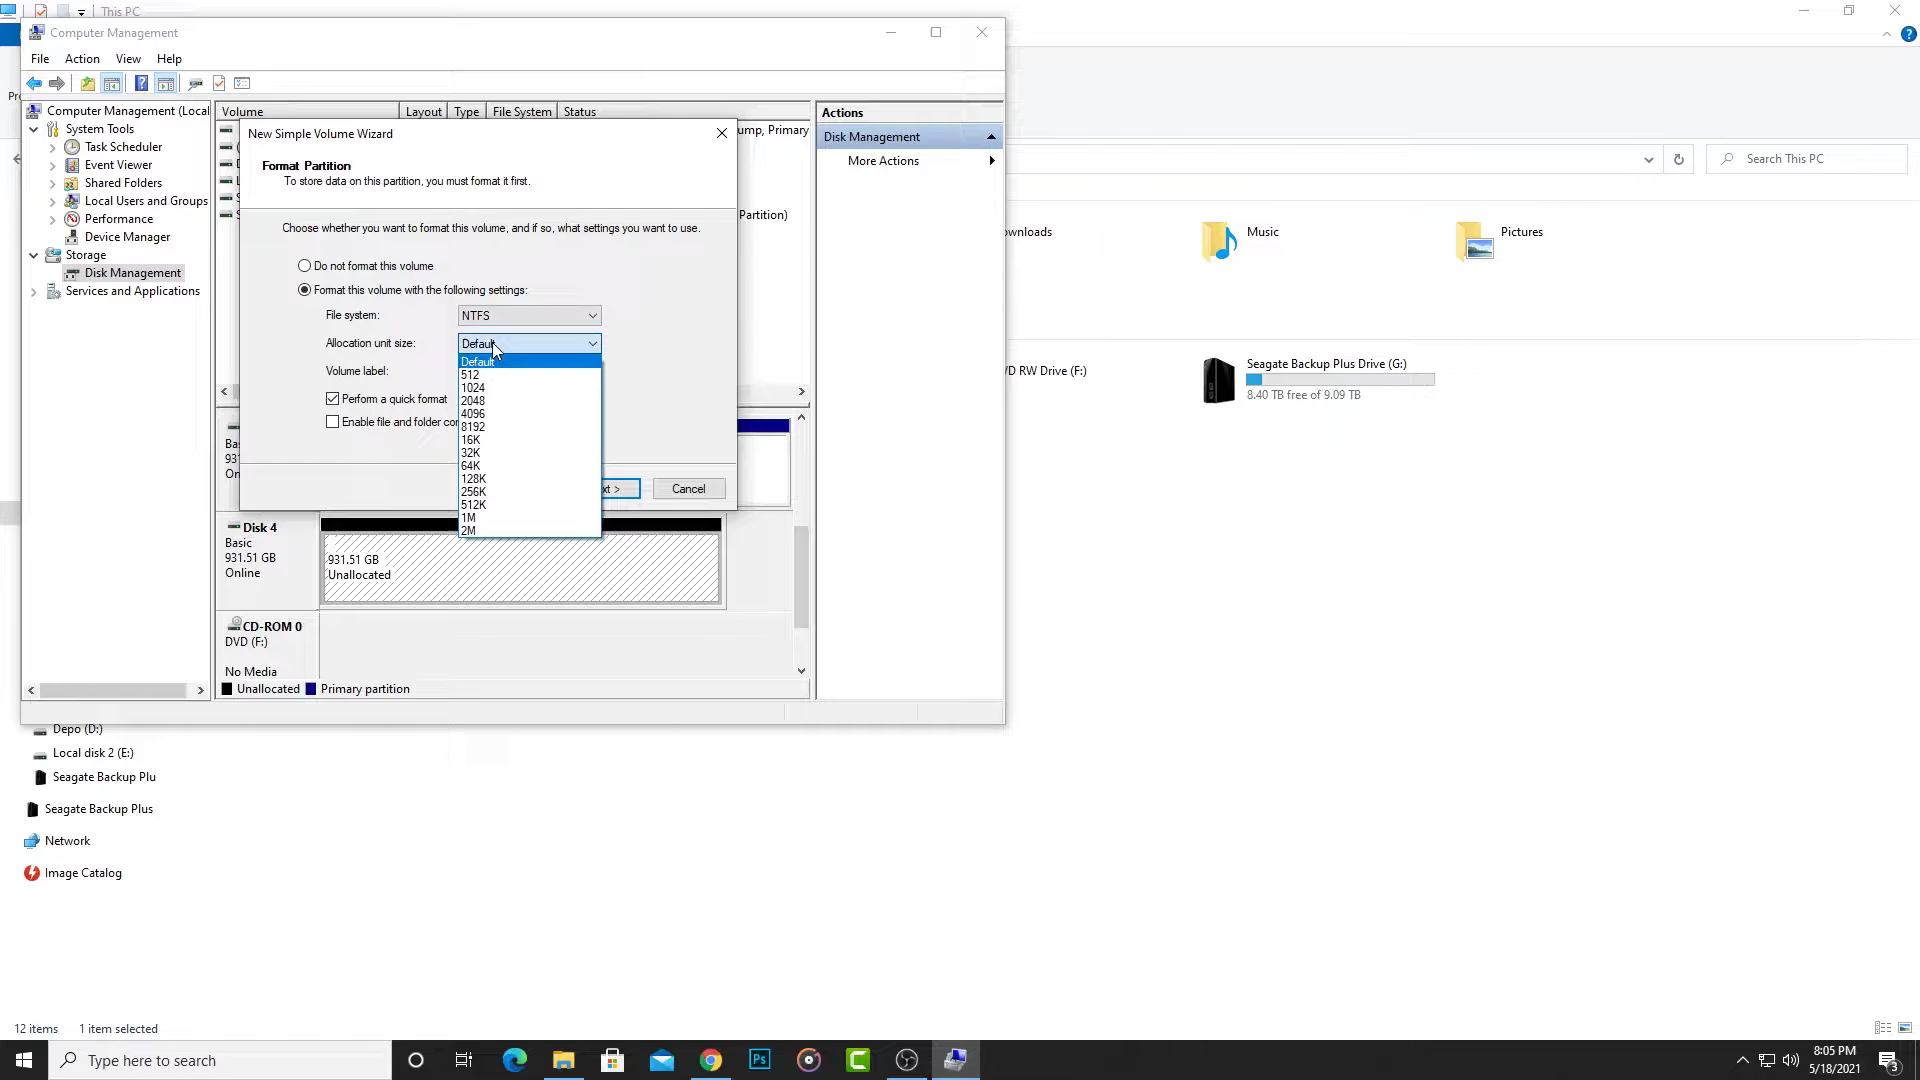 This PC
Computer Management
File Action View Help
Computer Management (Local
System Tools
Task Scheduler
Event Viewer
Shared Folders
Local Users and Groups
Performance
Device Manager
Storage
Disk Management
Services and Applications
Volume Layout Type File System Status
ump, Primary
Partition)
New Simple Volume Wizard
Format Partition
To store data on this partition, you must format it first.
Choose whether you want to format this volume, and if so, what settings you want to use.
Do not format this volume
Format this volume with the following settings:
File system: NTFS
Allocation unit size: Default
Default
Volume label:
512
1024
2048
Perform a quick format
4096
Enable file and folder co
8192
16K
32K
64K
128K
256K
512K
1M
2M
xt > Cancel
Disk 4
Basic
931.51 GB
Online
931.51 GB
Unallocated
CD-ROM 0
DVD (F:)
No Media
Unallocated Primary partition
Actions
Disk Management
More Actions
Search This PC
Music
Pictures
Seagate Backup Plus Drive (G:)
8.40 TB free of 9.09 TB
D RW Drive (F:)
Depo (D:)
Local disk 2 (E:)
Seagate Backup Plu
Seagate Backup Plus
Network
Image Catalog
12 items 1 item selected
Type here to search
Ps
8:05 PM
5/18/2021
3